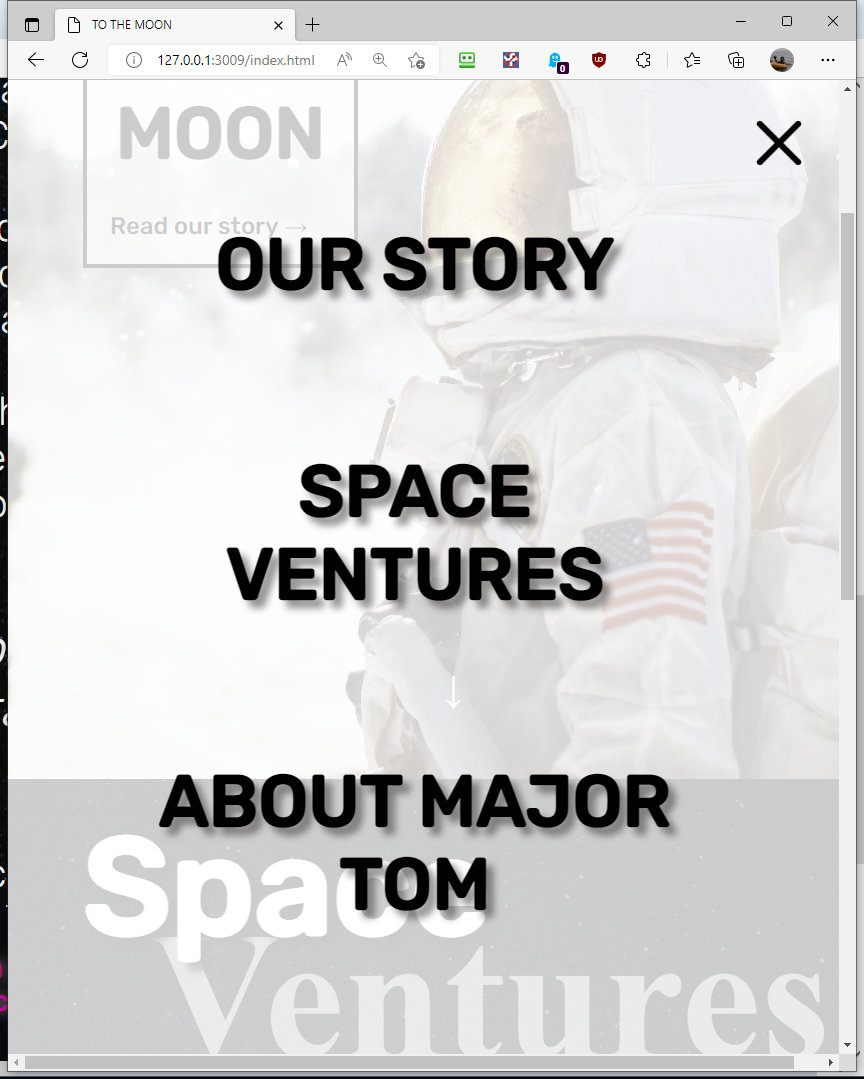 TO THE MOON
127.0.0.1:3009/index.html
0
MOON
Read our story →
OUR STORY
SPACE
VENTURES
↓
ABOUT MAJOR
TOM
Space
Ventures